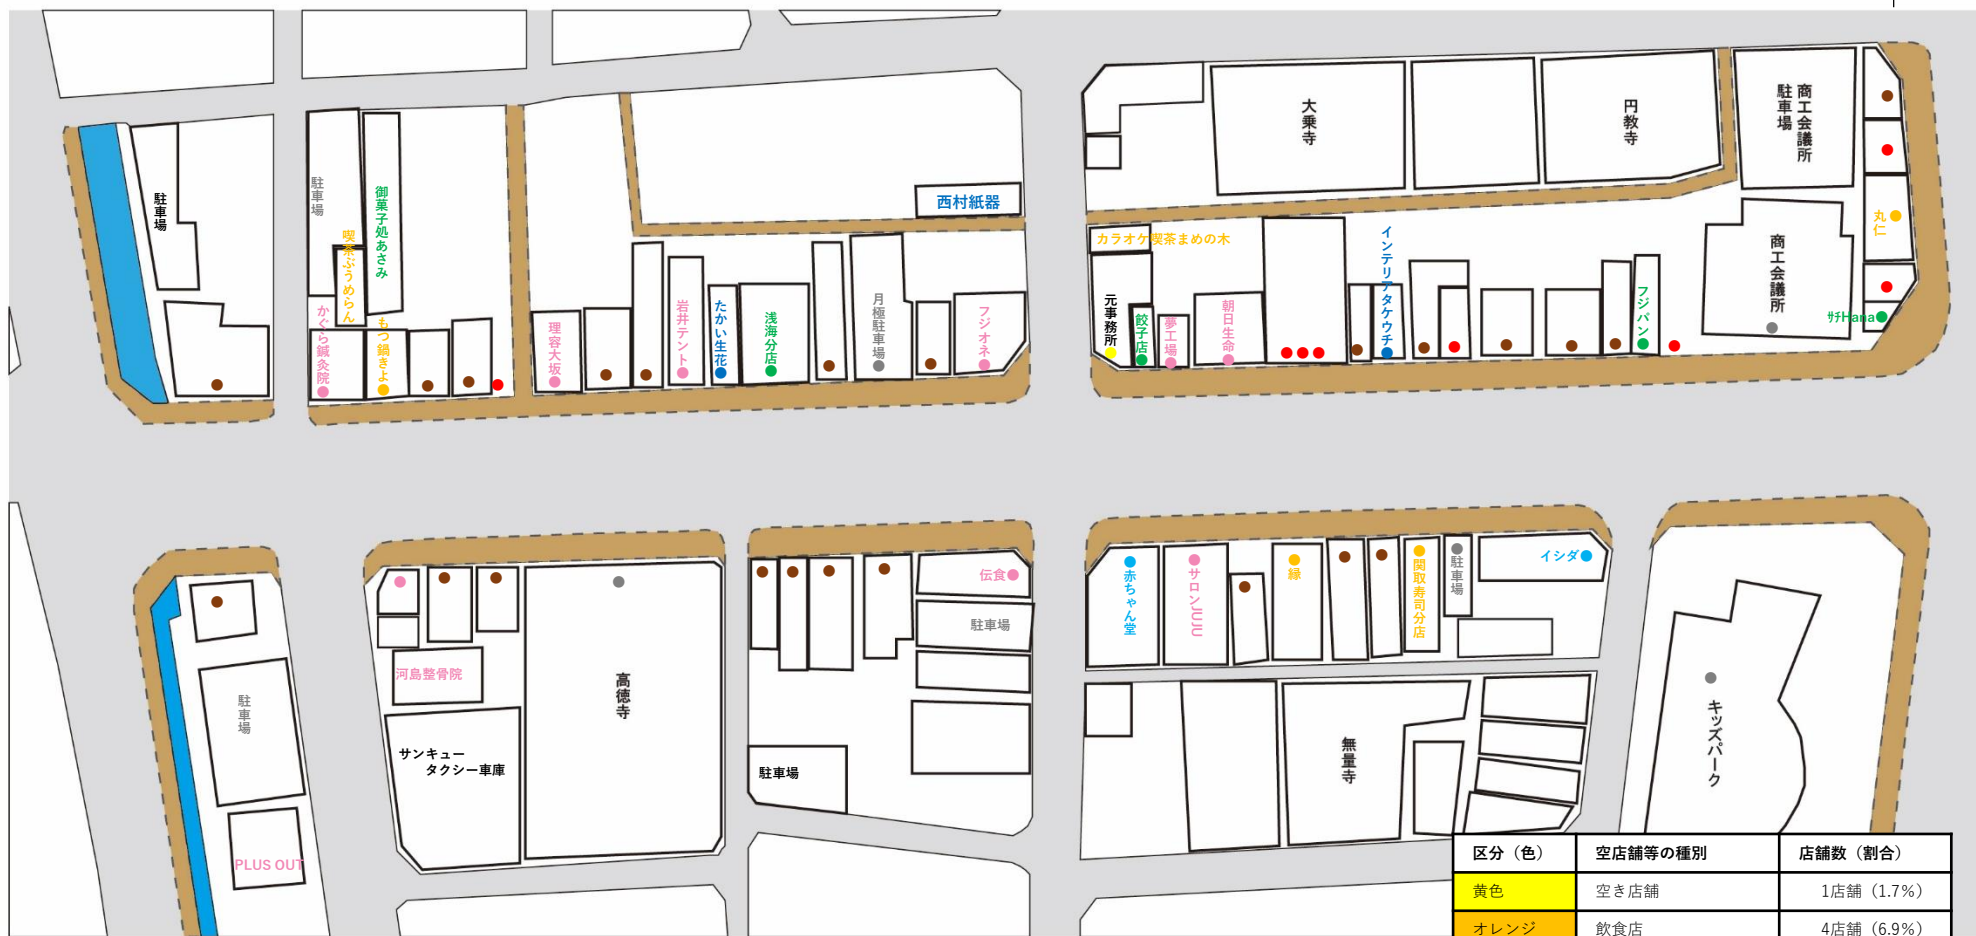 大乗寺
円教寺
商工会議所
駐車場
駐車場
駐車場
御菓子処あさみ
喫茶ぶうめらん
かぐら鍼灸院
もつ鍋きよ
西村紙器
理容大坂
岩井テント
たかい生花
浅海分店
月極駐車場
フジオネ
カラオケ喫茶まめの木
元事務所
餃子店
夢工場
朝日生命
インテリアタケウチ
フジパン
商工会議所
丸仁
ｻﾁHana
駐車場
PLUS OUT
河島整骨院
サンキュー
タクシー車庫
高徳寺
伝食
駐車場
駐車場
赤ちゃん堂
サロンJUJU
縁
関取寿司分店
駐車場
イシダ
無量寺
キッズパーク
区分（色） 空店舗等の種別 店舗数（割合）
黄色 空き店舗 1店舗（1.7%）
オレンジ 飲食店 4店舗（6.9%）